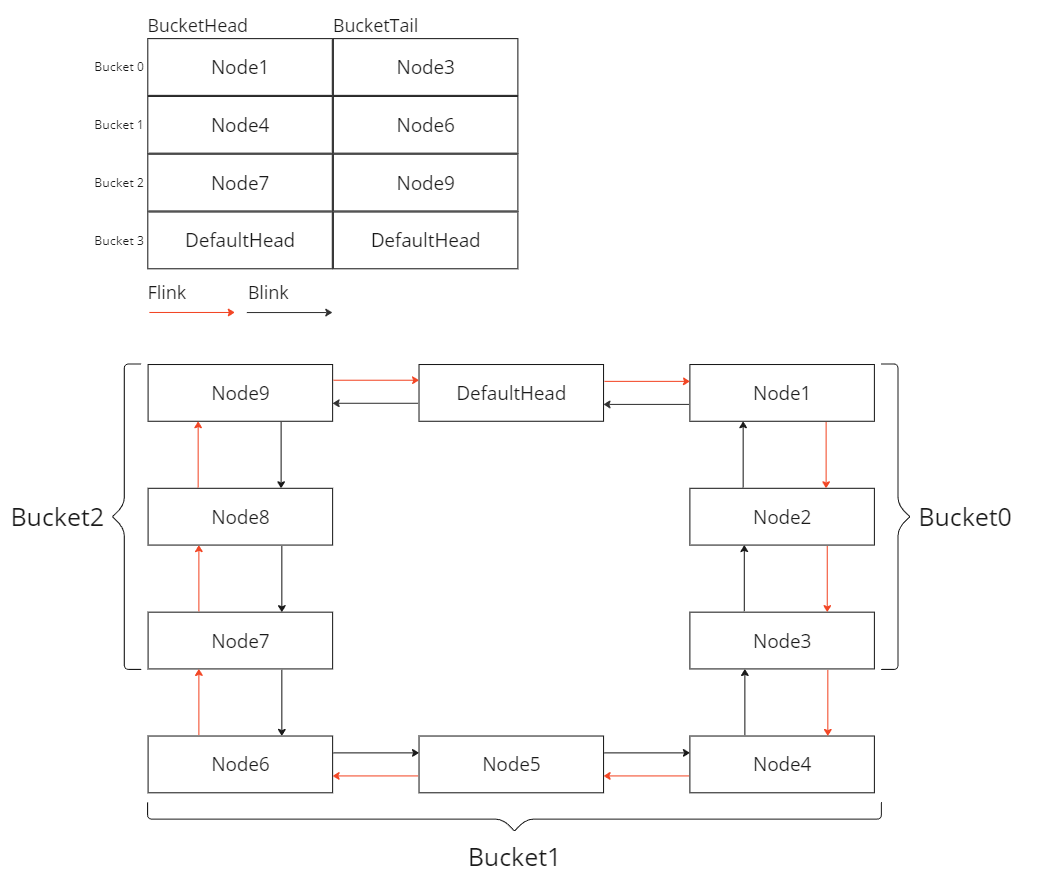 BucketHead BucketTail
Bucket 0 Node1 Node3
Bucket 1 Node4 Node6
Bucket 2 Node7 Node9
Bucket 3 DefaultHead DefaultHead
Flink Blink
Node9 DefaultHead Node1
Bucket2 Node8 Node2 Bucket0
Node7 Node3
Node6 Node5 Node4
Bucket1